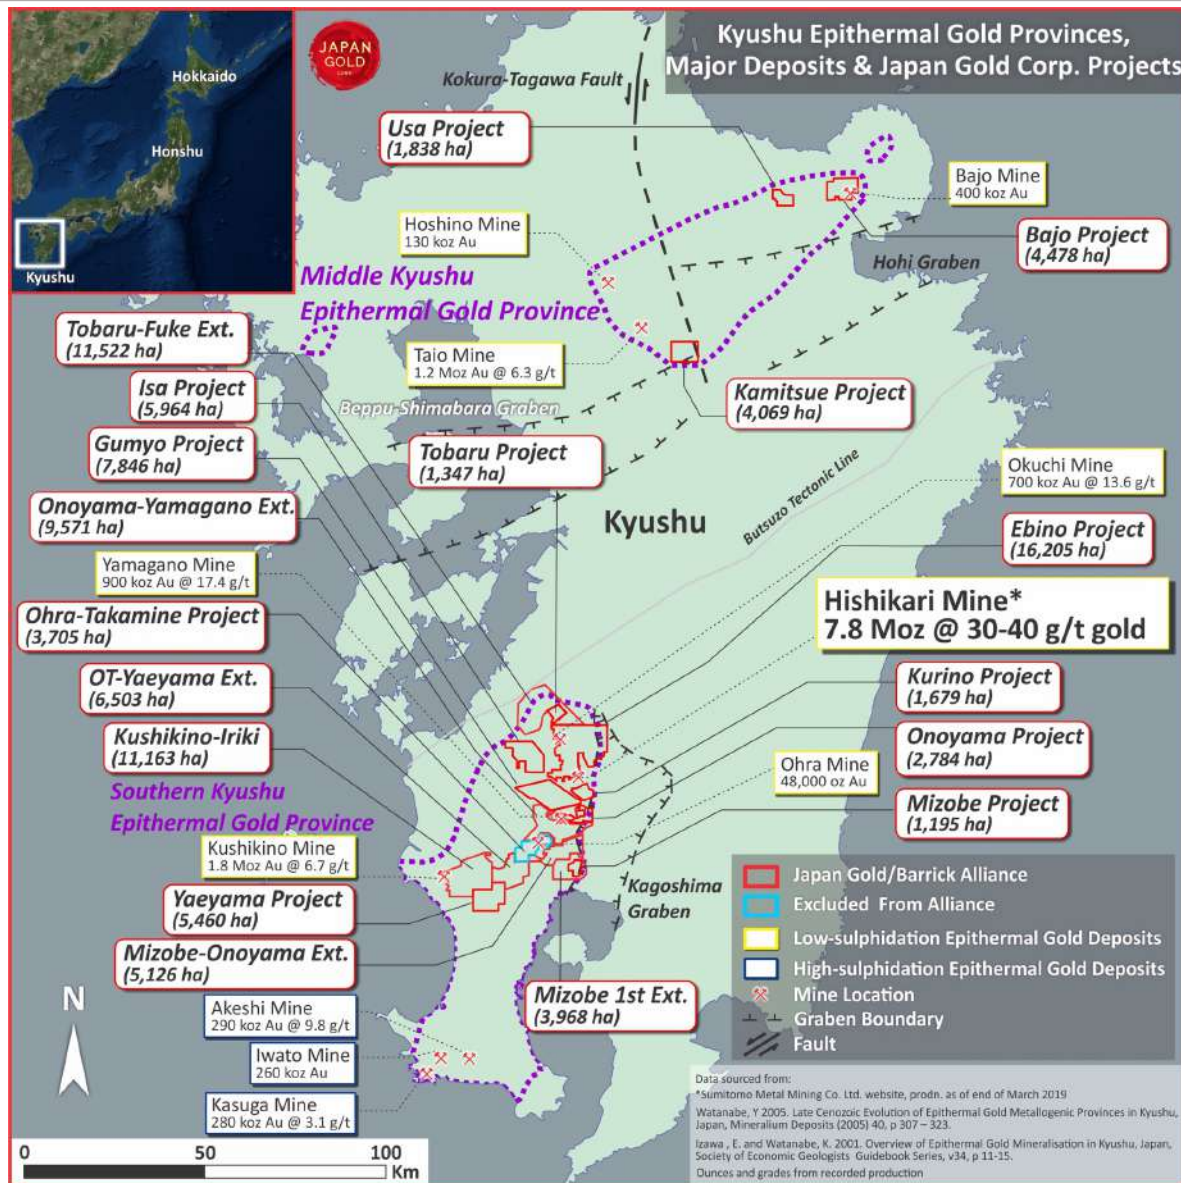 Kyushu Epithermal Gold Provinces,
Major Deposits & Japan Gold Corp. Projects
JAPAN
GOLD
CORP.
Hokkaido
Honshu
Kyushu
Kokura-Tagawa Fault
Usa Project
(1,838 ha)
Bajo Mine
400 koz Au
Hoshino Mine
130 koz Au
Bajo Project
(4,478 ha)
Hohi Graben
Middle Kyushu
Epithermal Gold Province
Tobaru-Fuke Ext.
(11,522 ha)
Taio Mine
1.2 Moz Au @ 6.3 g/t
Isa Project
(5,964 ha)
Beppu-Shimabara Graben
Kamitsue Project
(4,069 ha)
Gumyo Project
(7,846 ha)
Tobaru Project
(1,347 ha)
Okuchi Mine
700 koz Au @ 13.6 g/t
Onoyama-Yamagano Ext.
(9,571 ha)
Butsuzo Tectonic Line
Kyushu
Ebino Project
(16,205 ha)
Yamagano Mine
900 koz Au @ 17.4 g/t
Hishikari Mine*
7.8 Moz @ 30-40 g/t gold
Ohra-Takamine Project
(3,705 ha)
OT-Yaeyama Ext.
(6,503 ha)
Kurino Project
(1,679 ha)
Kushikino-Iriki
(11,163 ha)
Onoyama Project
(2,784 ha)
Ohra Mine
48,000 oz Au
Southern Kyushu
Epithermal Gold Province
Mizobe Project
(1,195 ha)
Kushikino Mine
1.8 Moz Au @ 6.7 g/t
Kagoshima
Graben
Yaeyama Project
(5,460 ha)
Mizobe-Onoyama Ext.
(5,126 ha)
Mizobe 1st Ext.
(3,968 ha)
Japan Gold/Barrick Alliance
Excluded From Alliance
Low-sulphidation Epithermal Gold Deposits
High-sulphidation Epithermal Gold Deposits
Mine Location
Graben Boundary
Fault
N
Akeshi Mine
290 koz Au @ 9.8 g/t
Iwato Mine
260 koz Au
Kasuga Mine
280 koz Au @ 3.1 g/t
Data sourced from:
*Sumitomo Metal Mining Co. Ltd. website, prodn. as of end of March 2019
Watanabe, Y 2005. Late Cenozoic Evolution of Epithermal Gold Metallogenic Provinces in Kyushu,
Japan, Mineralium Deposits (2005) 40, p 307 – 323.
Izawa , E. and Watanabe, K. 2001. Overview of Epithermal Gold Mineralisation in Kyushu, Japan,
Society of Economic Geologists Guidebook Series, v34, p 11-15.
Ounces and grades from recorded production
0 50 100
Km